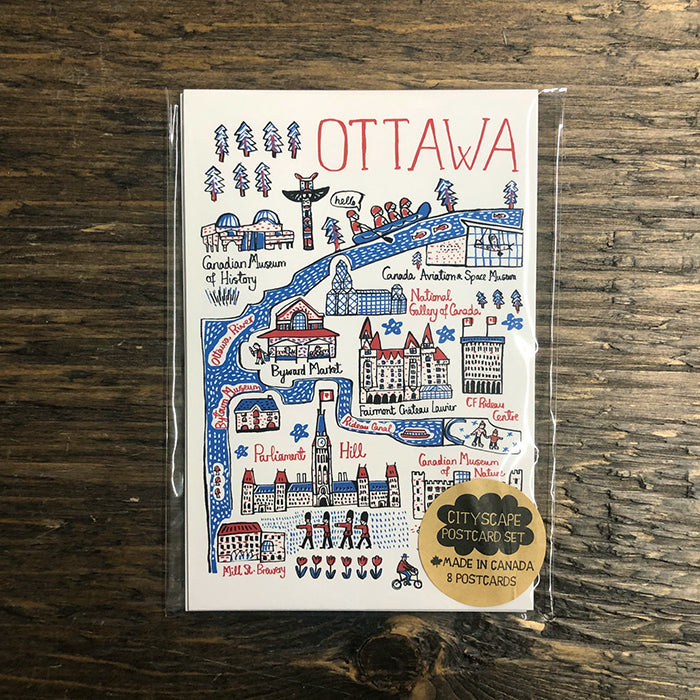 OTTAWA
hello
Canadian Museum
of History
Canada Aviation & Space Museum
National
Gallery of Canada
Ottawa River
Byward Market
Fairmont Château Laurier
CF Rideau
Centre
Bytown Museum
Rideau Canal
Parliament Hill
Canadian Museum
of Nature
Mill St. Brewery
CITYSCAPE
POSTCARD SET
MADE IN CANADA
8 POSTCARDS